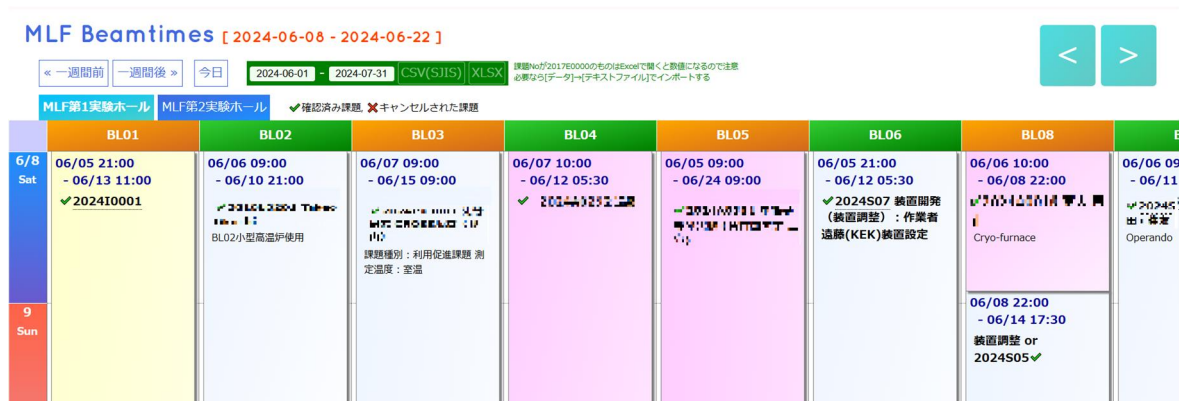 MLF Beamtimes [ 2024-06-08 - 2024-06-22 ]
« 一週間前 一週間後 » 今日 2024-06-01 - 2024-07-31 CSV(SJIS) XLSX
課題Noが2017E0000のものはExcelで開くと数値になるので注意
必要なら[データ]→[テキストファイル]でインポートする
< >
MLF第1実験ホール MLF第2実験ホール ✔確認済み課題, ✖キャンセルされた課題
BL01 BL02 BL03 BL04 BL05 BL06 BL08
6/8
Sat
06/05 21:00
- 06/13 11:00
✔2024I0001
06/06 09:00
- 06/10 21:00
BL02小型高温炉使用
06/07 09:00
- 06/15 09:00
課題種別：利用促進課題 測
定温度：室温
06/07 10:00
- 06/12 05:30
✔
06/05 09:00
- 06/24 09:00
06/05 21:00
- 06/12 05:30
✔2024S07 装置開発
（装置調整）：作業者
遠藤(KEK)装置設定
06/06 10:00
- 06/08 22:00
Cryo-furnace
06/06 09
- 06/11
Operando
9
Sun
06/08 22:00
- 06/14 17:30
装置調整 or
2024S05✔